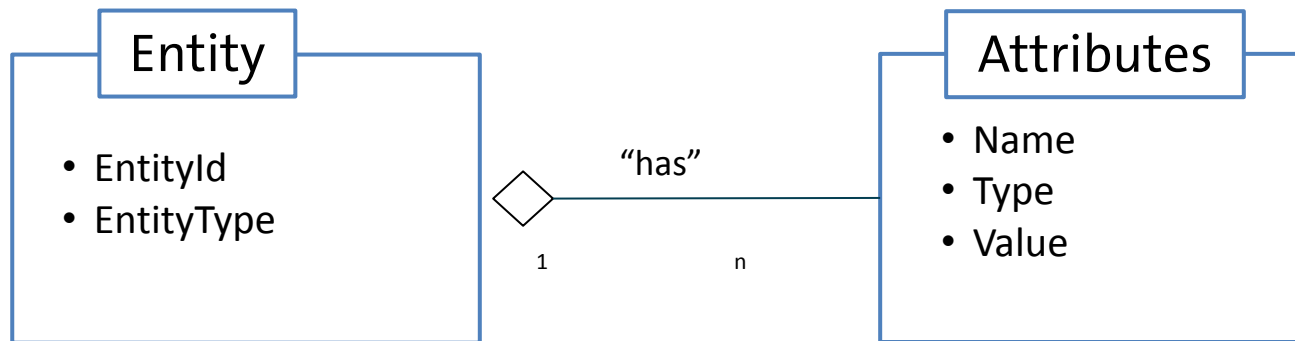 Entity
• EntityId
• EntityType
“has”
1
n
Attributes
• Name
• Type
• Value